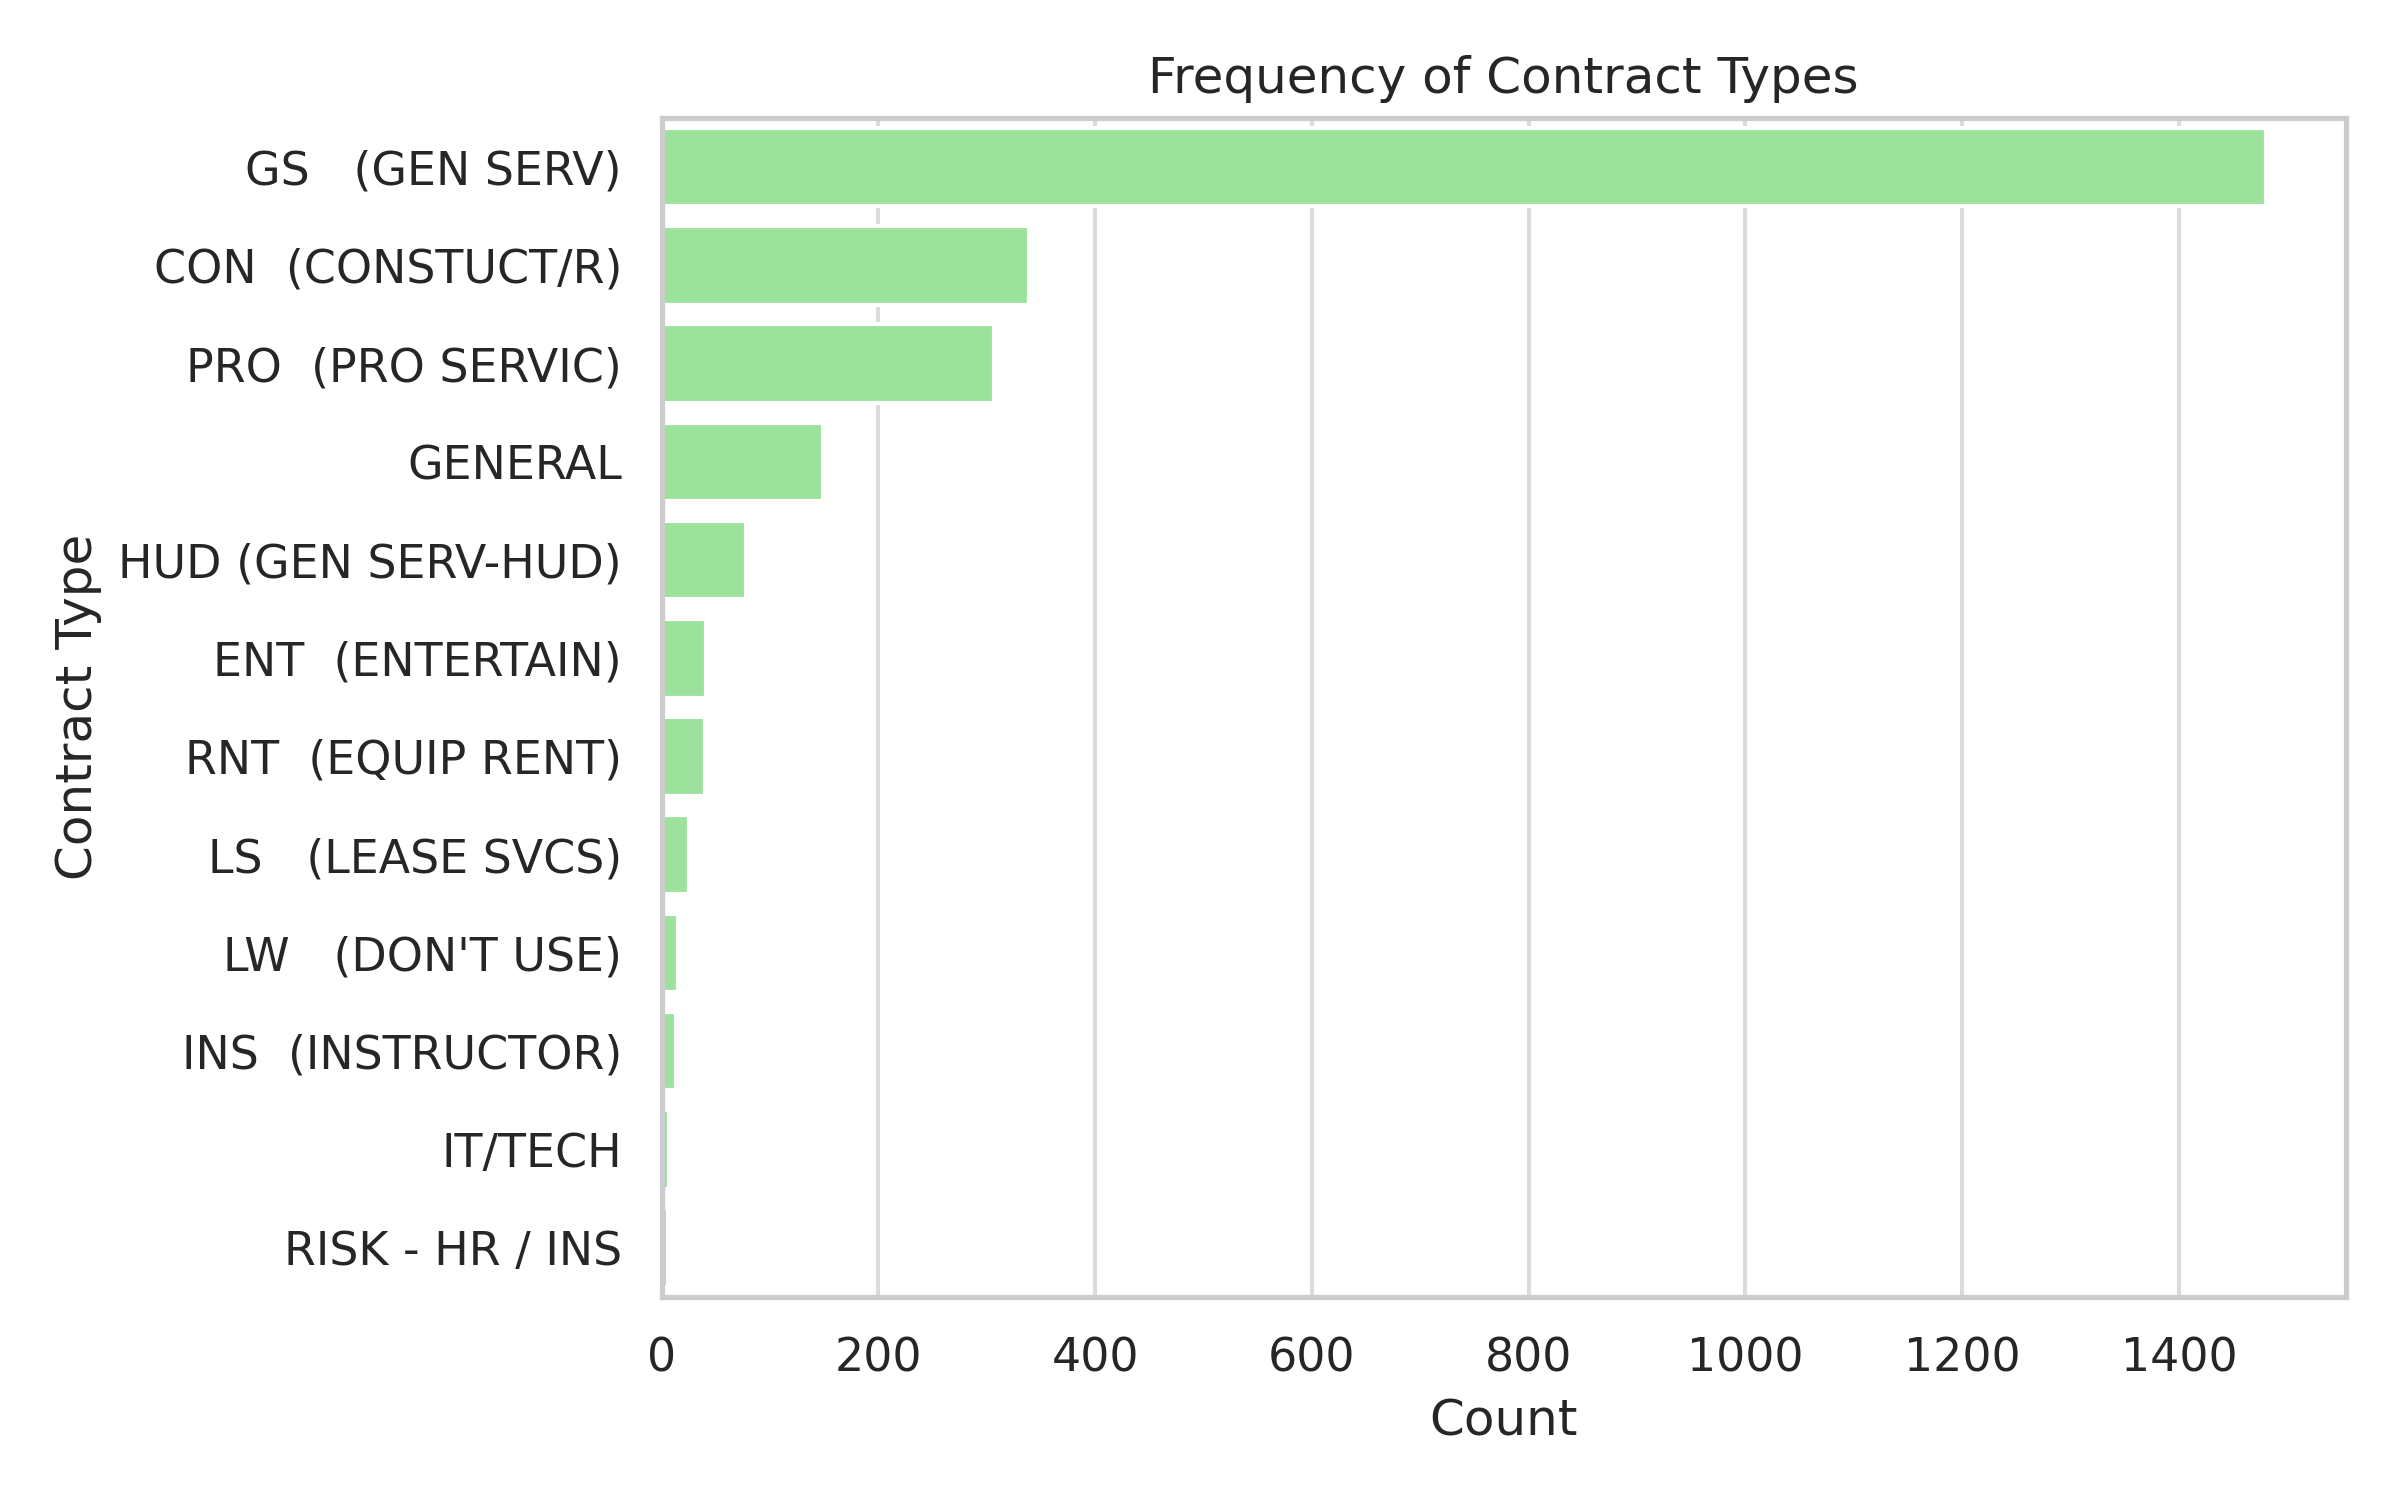 Frequency of Contract Types
GS   (GEN SERV)
CON  (CONSTUCT/R)
PRO  (PRO SERVIC)
GENERAL
HUD (GEN SERV-HUD)
ENT  (ENTERTAIN)
RNT  (EQUIP RENT)
LS   (LEASE SVCS)
LW   (DON'T USE)
INS  (INSTRUCTOR)
IT/TECH
RISK - HR / INS
Contract Type
0 200 400 600 800 1000 1200 1400
Count